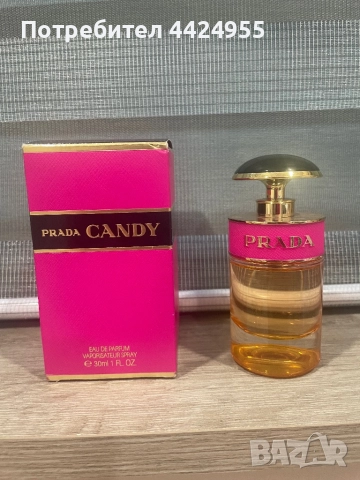 Потребител 4424955
PRADA CANDY
EAU DE PARFUM
VAPORISATEUR SPRAY
℮ 30ml 1 FL. OZ.
PRADA
BAZAR